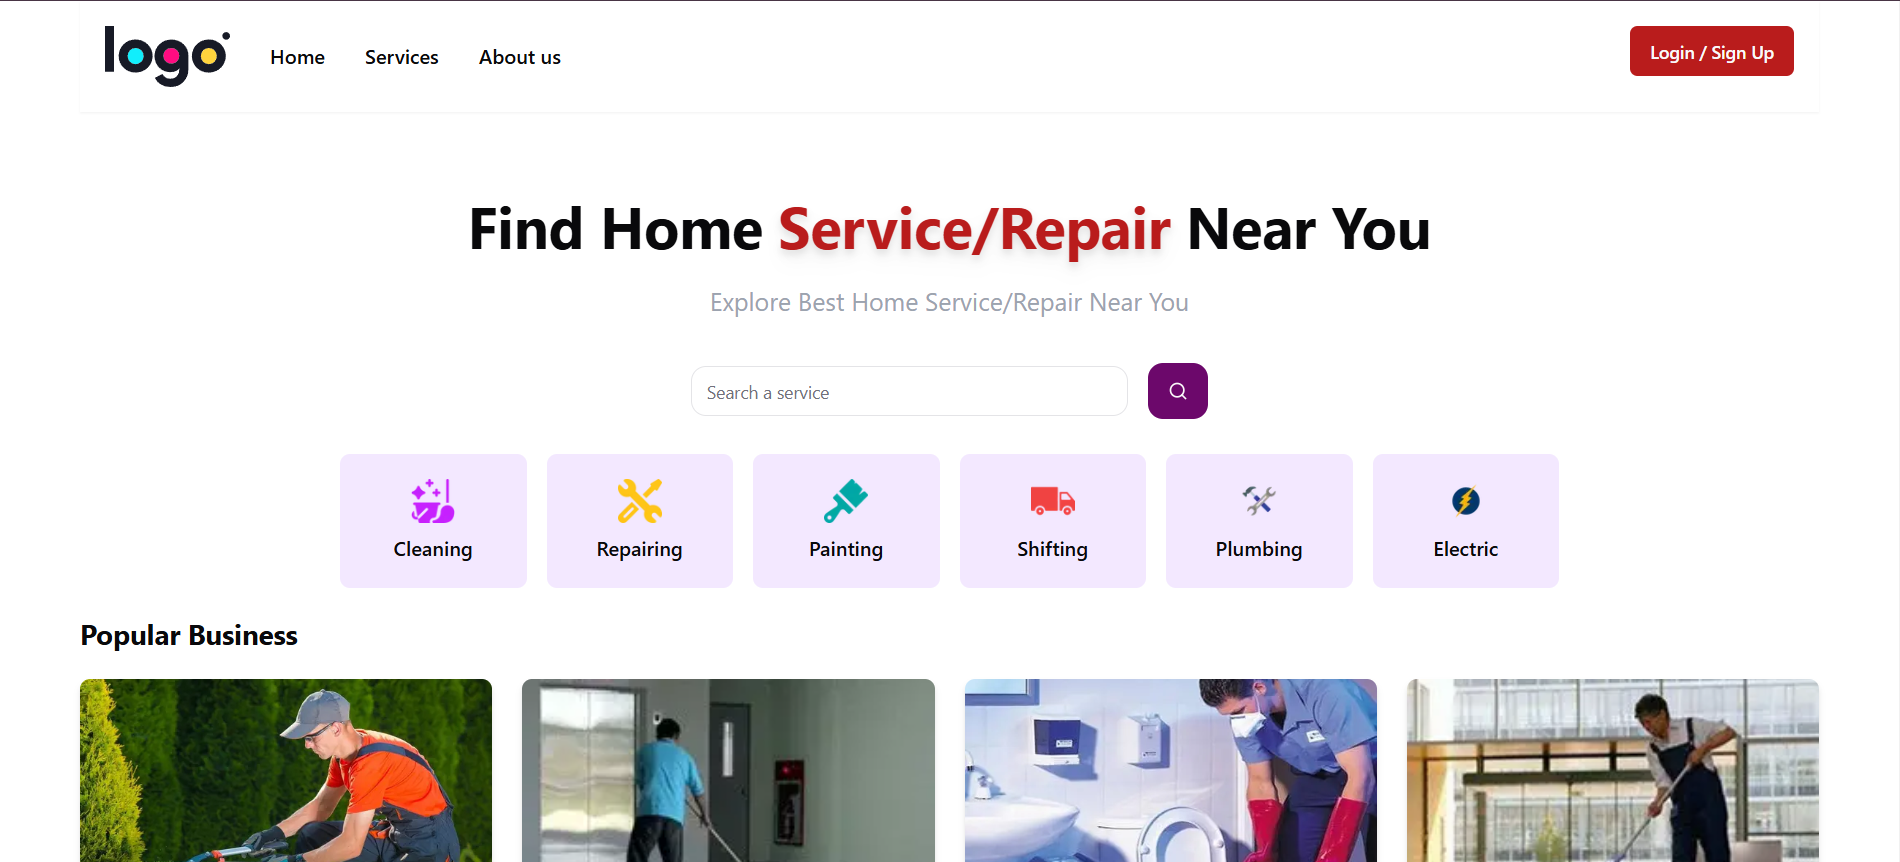 logo
Home Services About us Login / Sign Up
Find Home Service/Repair Near You
Explore Best Home Service/Repair Near You
Search a service
Cleaning Repairing Painting Shifting Plumbing Electric
Popular Business